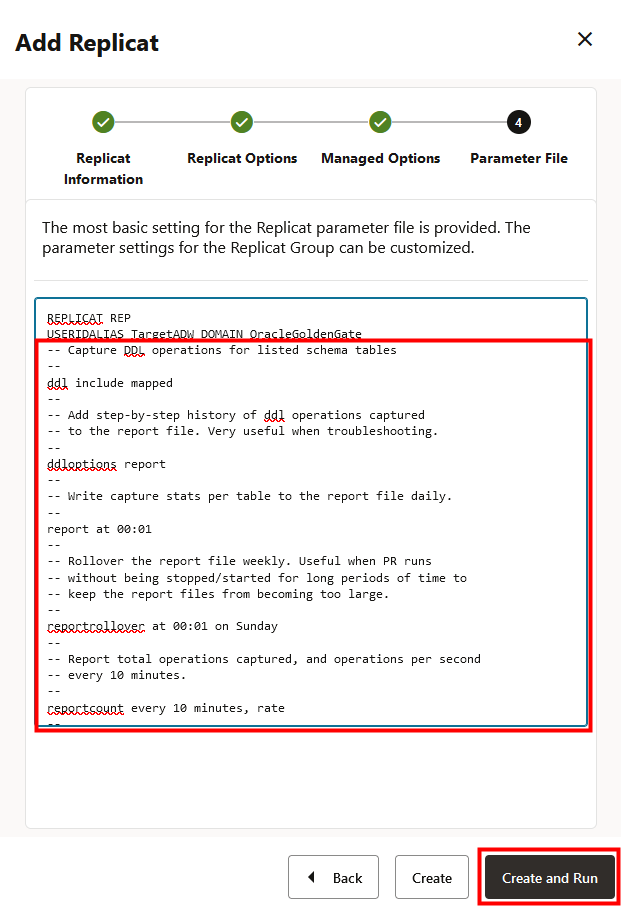 Add Replicat
4
Replicat
Information
Replicat Options
Managed Options
Parameter File
The most basic setting for the Replicat parameter file is provided. The
parameter settings for the Replicat Group can be customized.
REPLICAT REP
USERIDALIAS TargetADW DOMAIN OracleGoldenGate
-- Capture DDL operations for listed schema tables
--
ddl include mapped
--
-- Add step-by-step history of ddl operations captured
-- to the report file. Very useful when troubleshooting.
--
ddloptions report
--
-- Write capture stats per table to the report file daily.
--
report at 00:01
--
-- Rollover the report file weekly. Useful when PR runs
-- without being stopped/started for long periods of time to
-- keep the report files from becoming too large.
--
reportrollover at 00:01 on Sunday
--
-- Report total operations captured, and operations per second
-- every 10 minutes.
--
reportcount every 10 minutes, rate
--
Back
Create
Create and Run